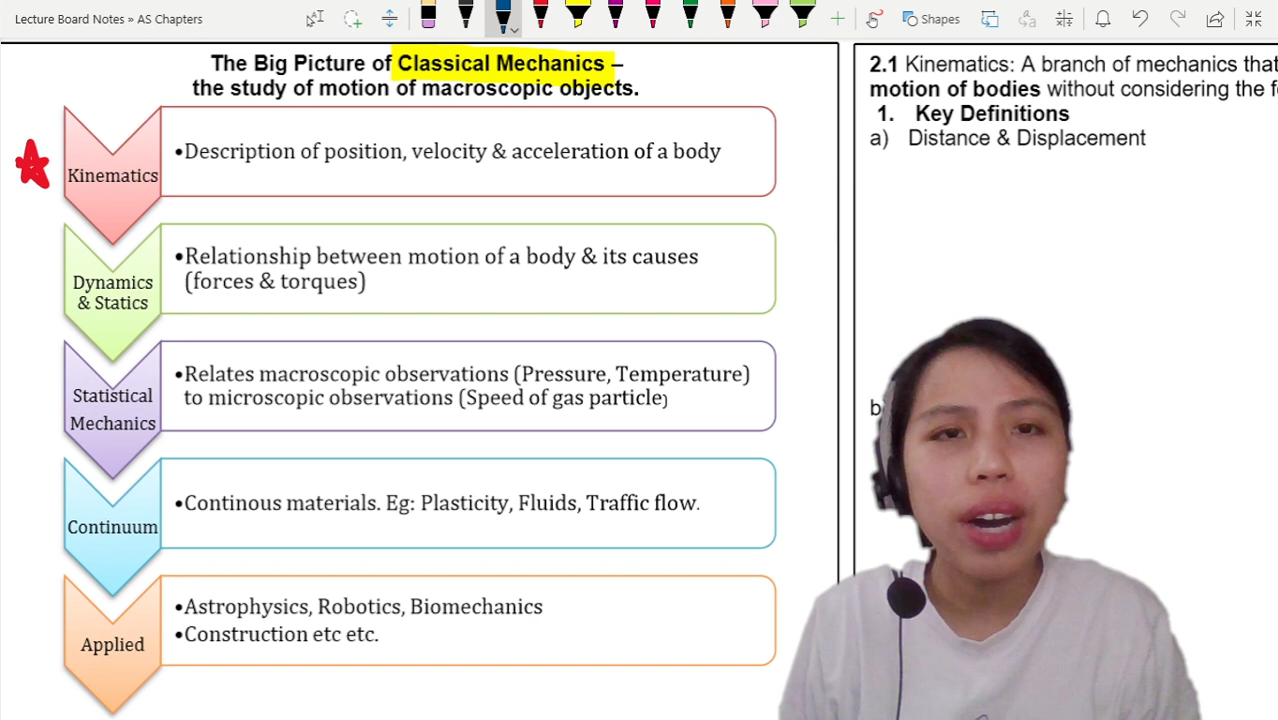 Lecture Board Notes » AS Chapters
Shapes
The Big Picture of Classical Mechanics –
the study of motion of macroscopic objects.
Kinematics
•Description of position, velocity & acceleration of a body
Dynamics
& Statics
•Relationship between motion of a body & its causes
(forces & torques)
Statistical
Mechanics
•Relates macroscopic observations (Pressure, Temperature)
to microscopic observations (Speed of gas particle)
Continuum
•Continous materials. Eg: Plasticity, Fluids, Traffic flow.
Applied
•Astrophysics, Robotics, Biomechanics
•Construction etc etc.
2.1 Kinematics: A branch of mechanics that
motion of bodies without considering the
1. Key Definitions
a) Distance & Displacement
b